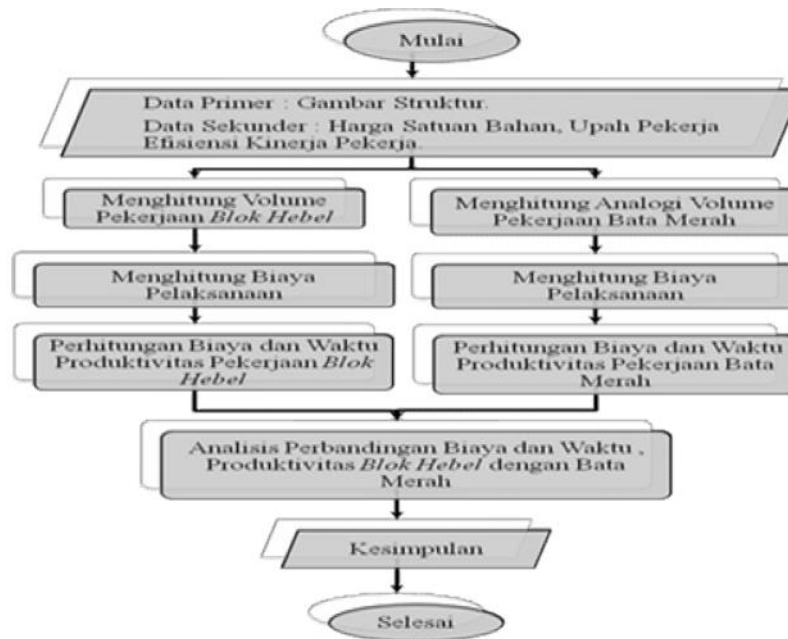 Mulai
Data Primer : Gambar Struktur.
Data Sekunder : Harga Satuan Bahan, Upah Pekerja
Efisiensi Kinerja Pekerja.
Menghitung Volume
Pekerjaan Blok Hebel
Menghitung Analogi Volume
Pekerjaan Bata Merah
Menghitung Biaya
Pelaksanaan
Menghitung Biaya
Pelaksanaan
Perhitungan Biaya dan Waktu
Produktivitas Pekerjaan Blok
Hebel
Perhitungan Biaya dan Waktu
Produktivitas Pekerjaan Bata
Merah
Analisis Perbandingan Biaya dan Waktu ,
Produktivitas Blok Hebel dengan Bata
Merah
Kesimpulan
Selesai